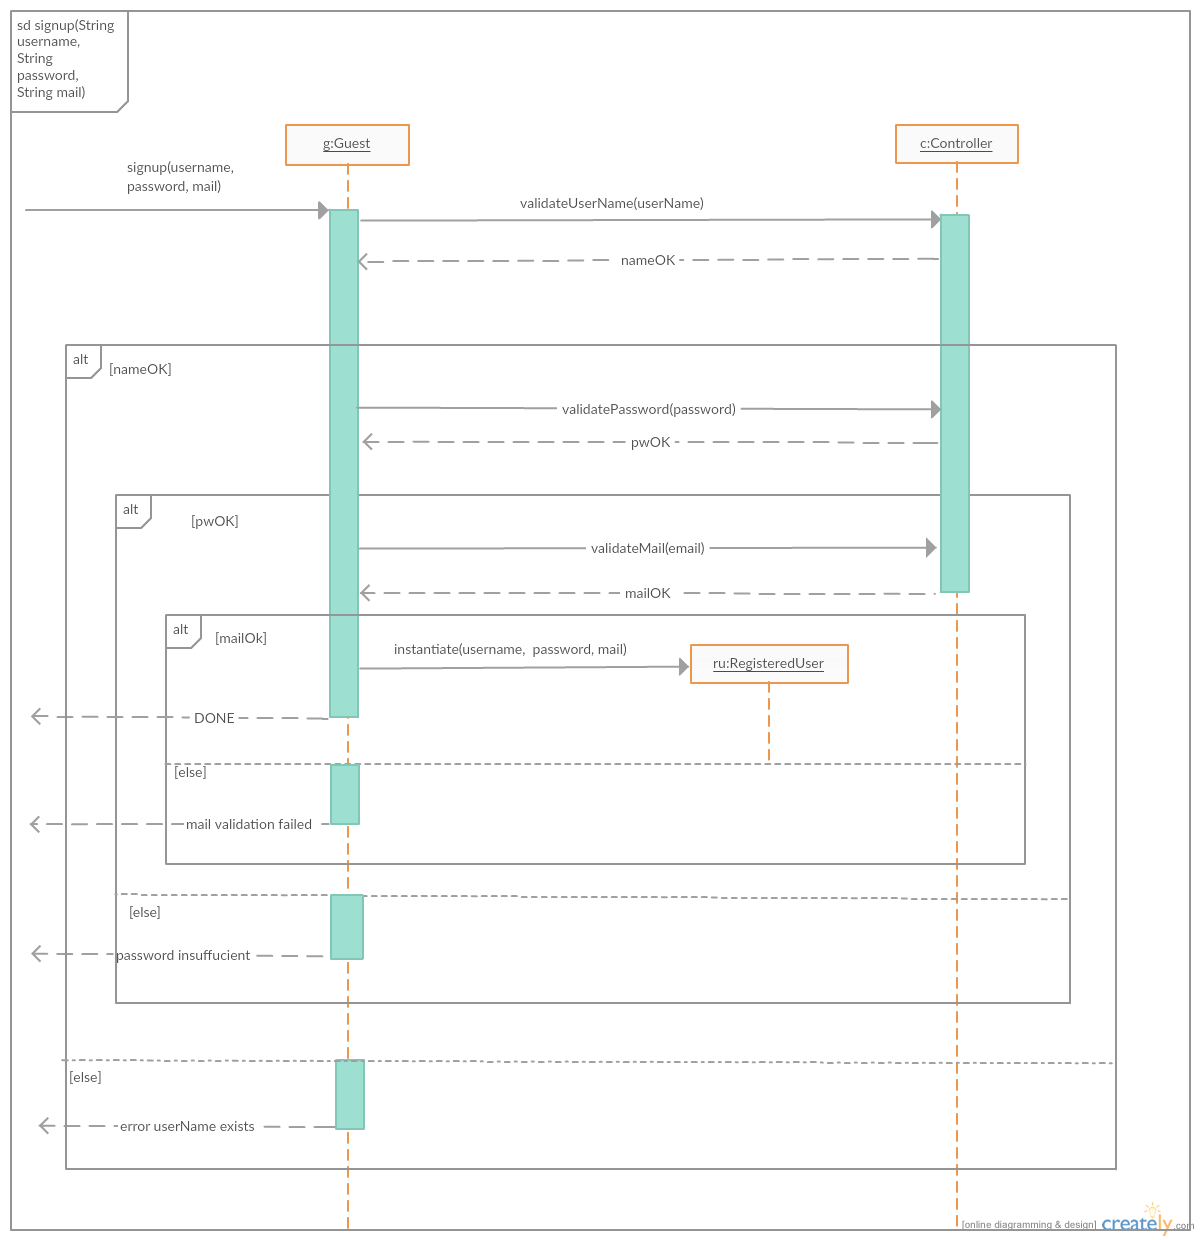 sd signup(String
username,
String
password,
String mail)
g:Guest
c:Controller
signup(username,
password, mail)
validateUserName(userName)
nameOK
alt
[nameOK]
validatePassword(password)
pwOK
alt
[pwOK]
validateMail(email)
mailOK
alt
[mailOk]
instantiate(username, password, mail)
ru:RegisteredUser
DONE
[else]
mail validation failed
[else]
password insuffucient
[else]
error userName exists
[online diagramming & design] creately.com